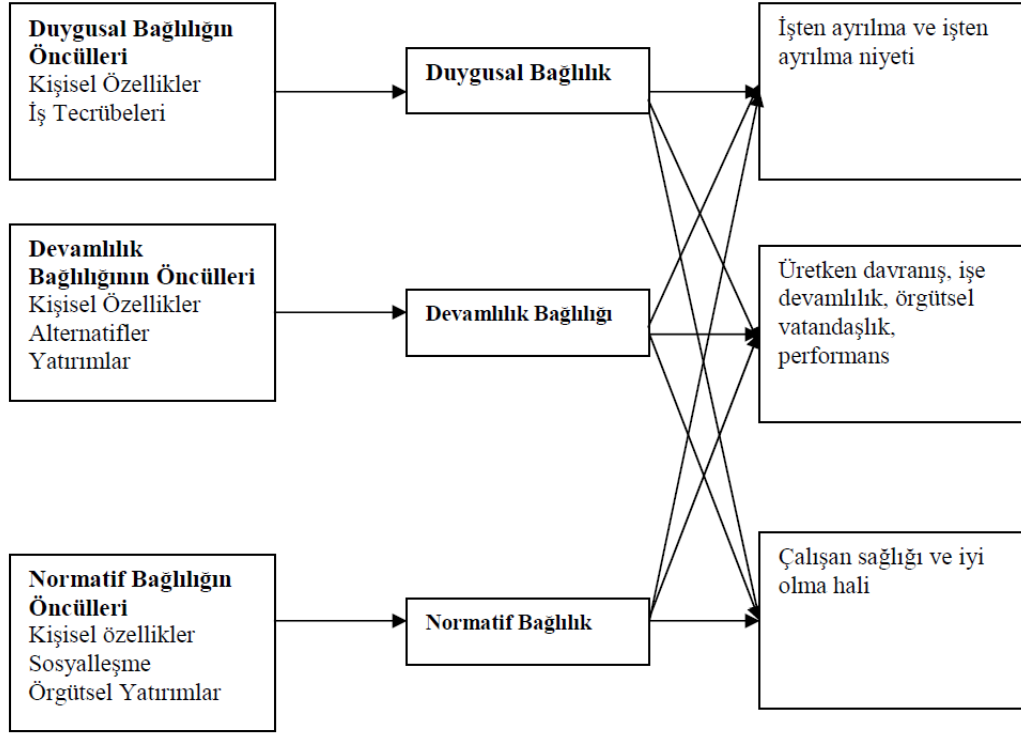 Duygusal Bağlılığın
Öncülleri
Kişisel Özellikler
İş Tecrübeleri
Duygusal Bağlılık
İşten ayrılma ve işten
ayrılma niyeti
Devamlılık
Bağlılığının Öncülleri
Kişisel Özellikler
Alternatifler
Yatırımlar
Devamlılık Bağlılığı
Üretken davranış, işe
devamlılık, örgütsel
vatandaşlık,
performans
Normatif Bağlılığın
Öncülleri
Kişisel özellikler
Sosyalleşme
Örgütsel Yatırımlar
Normatif Bağlılık
Çalışan sağlığı ve iyi
olma hali